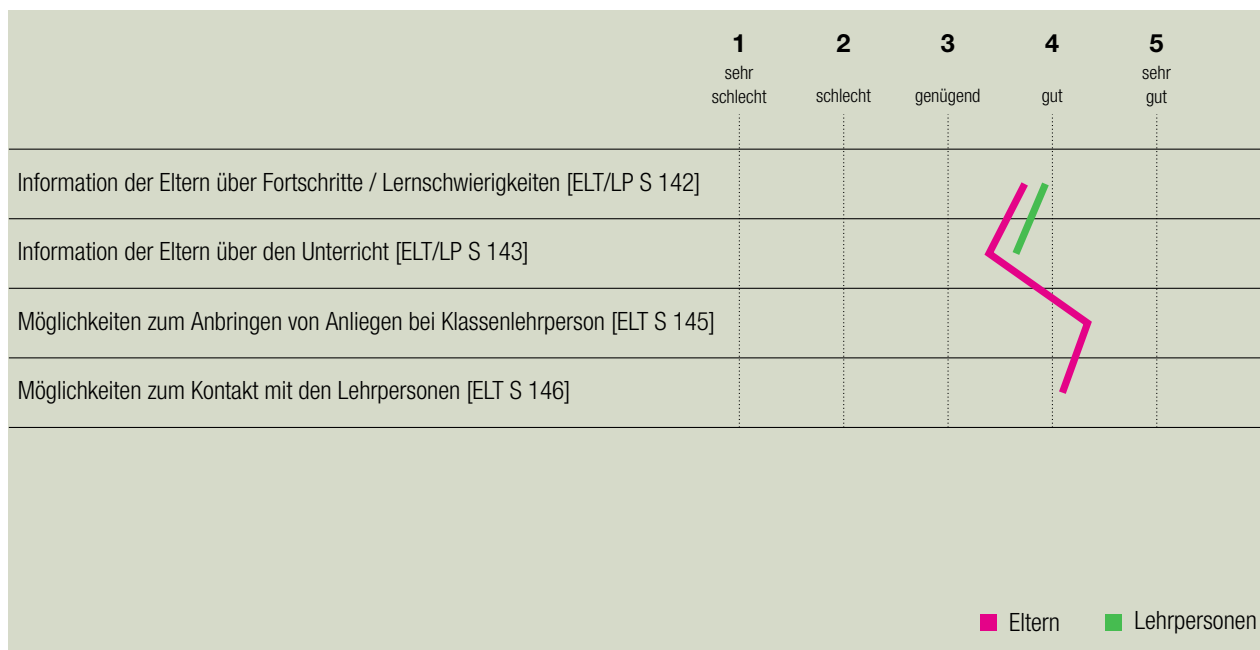 1 2 3 4 5
sehr sehr
schlecht schlecht genügend gut gut
Information der Eltern über Fortschritte / Lernschwierigkeiten [ELT/LP S 142]
Information der Eltern über den Unterricht [ELT/LP S 143]
Möglichkeiten zum Anbringen von Anliegen bei Klassenlehrperson [ELT S 145]
Möglichkeiten zum Kontakt mit den Lehrpersonen [ELT S 146]
Eltern Lehrpersonen